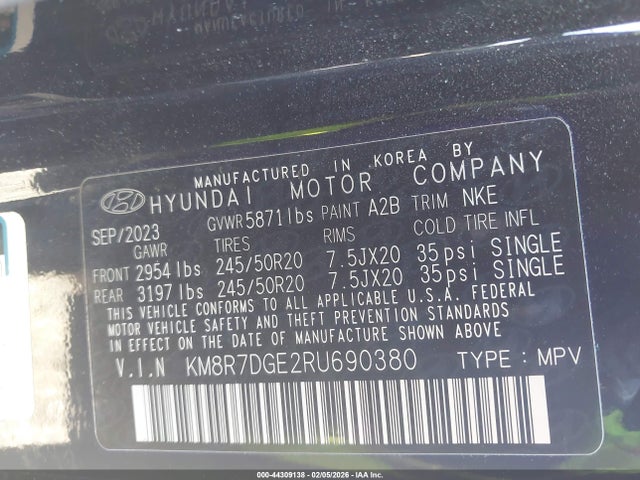 MANUFACTURED IN KOREA BY
HYUNDAI MOTOR COMPANY
SEP/2023 GVWR5871lbs PAINT A2B TRIM NKE
GAWR TIRES RIMS COLD TIRE INFL
FRONT 2954lbs 245/50R20 7.5JX20 35psi SINGLE
REAR 3197lbs 245/50R20 7.5JX20 35psi SINGLE
THIS VEHICLE CONFORMS TO ALL APPLICABLE U.S.A. FEDERAL
MOTOR VEHICLE SAFETY AND THEFT PREVENTION STANDARDS
IN EFFECT ON THE DATE OF MANUFACTURE SHOWN ABOVE
V.I.N KM8R7DGE2RU690380 TYPE:MPV
000-44309138 - 02/05/2026 - IAA Inc.